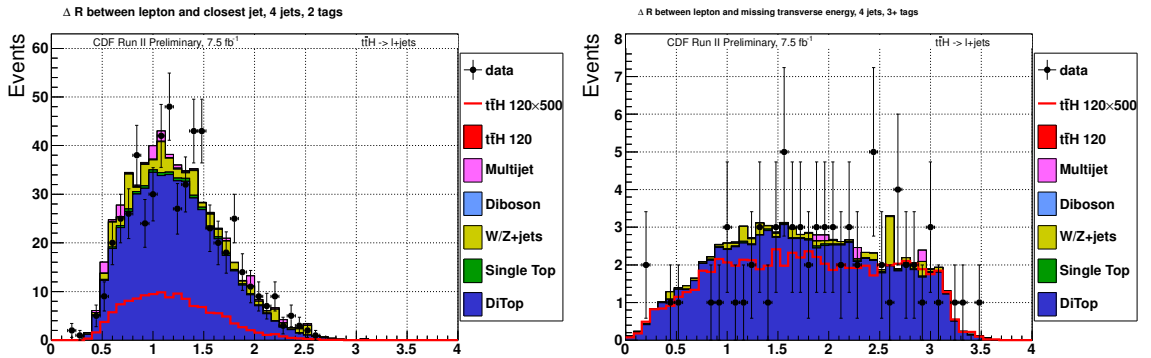 Δ R between lepton and closest jet, 4 jets, 2 tags
CDF Run II Preliminary, 7.5 fb⁻¹
tt̄H -> l+jets
Events
60
50
40
30
20
10
0
0
0.5
1
1.5
2
2.5
3
3.5
4
data
tt̄H 120×500
tt̄H 120
Multijet
Diboson
W/Z+jets
Single Top
DiTop
Δ R between lepton and missing transverse energy, 4 jets, 3+ tags
CDF Run II Preliminary, 7.5 fb⁻¹
tt̄H -> l+jets
Events
8
7
6
5
4
3
2
1
0
0
0.5
1
1.5
2
2.5
3
3.5
4
data
tt̄H 120×500
tt̄H 120
Multijet
Diboson
W/Z+jets
Single Top
DiTop